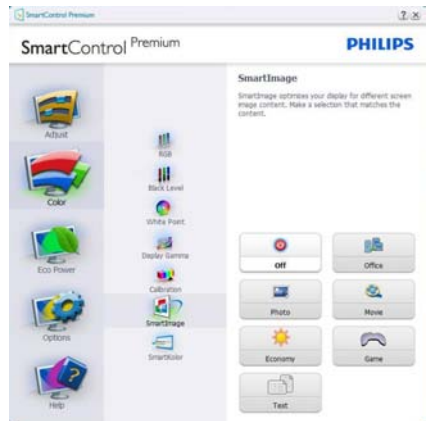 SmartControl Premium
SmartControl Premium
PHILIPS
Adjust
Color
Eco Power
Options
Help
RGB
Black Level
White Point
Display Gamma
Calibration
SmartImage
SmartKolor
SmartImage
SmartImage optimizes your display for different screen
image content. Make a selection that matches the
content.
Off
Office
Photo
Movie
Economy
Game
Text